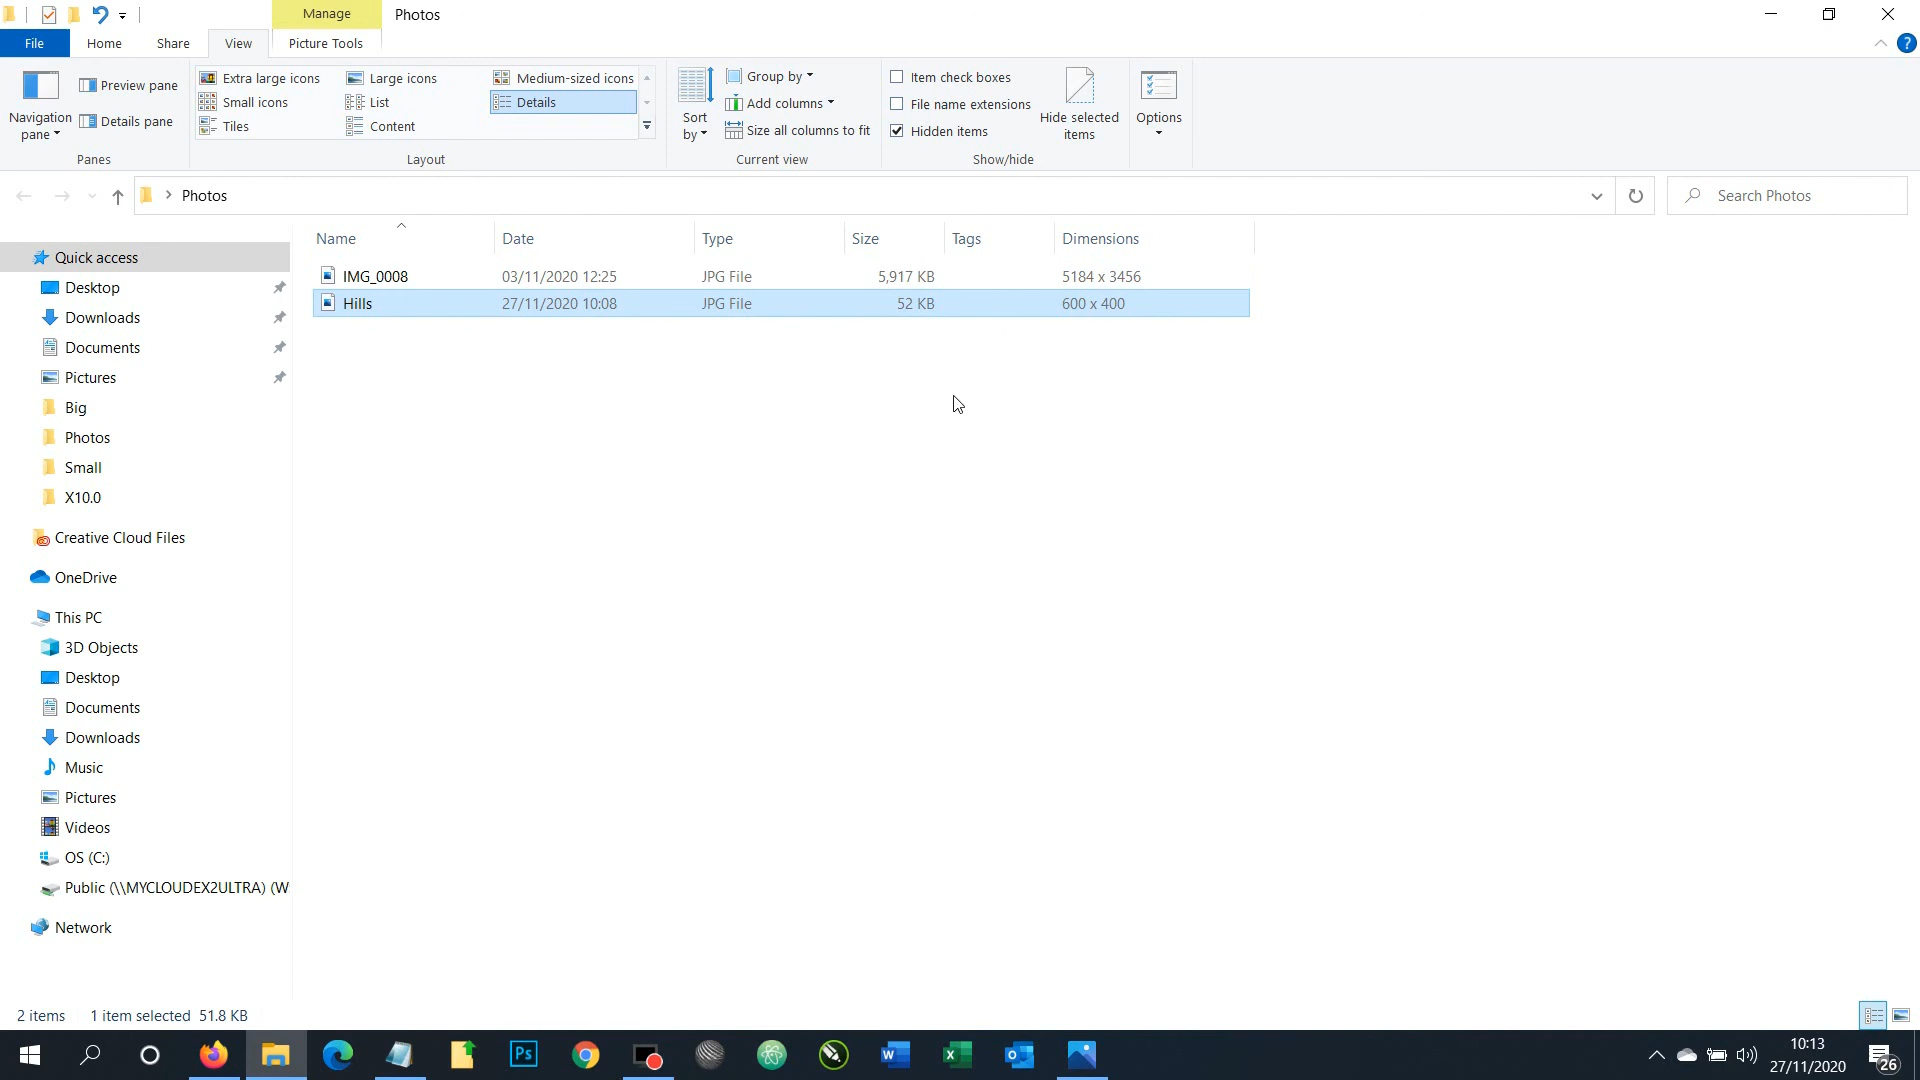 Manage
Photos
File
Home
Share
View
Picture Tools
?
Navigation pane
Preview pane
Details pane
Panes
Extra large icons
Large icons
Medium-sized icons
Small icons
List
Details
Tiles
Content
Layout
Sort by
Group by
Add columns
Size all columns to fit
Current view
Item check boxes
File name extensions
Hidden items
Hide selected items
Show/hide
Options
Photos
Search Photos
Name
Date
Type
Size
Tags
Dimensions
IMG_0008 03/11/2020 12:25 JPG File 5,917 KB 5184 x 3456
Hills 27/11/2020 10:08 JPG File 52 KB 600 x 400
Quick access
Desktop
Downloads
Documents
Pictures
Big
Photos
Small
X10.0
Creative Cloud Files
OneDrive
This PC
3D Objects
Desktop
Documents
Downloads
Music
Pictures
Videos
OS (C:)
Public (\\MYCLOUDEX2ULTRA) (W
Network
2 items 1 item selected 51.8 KB
Ps
10:13
27/11/2020
26